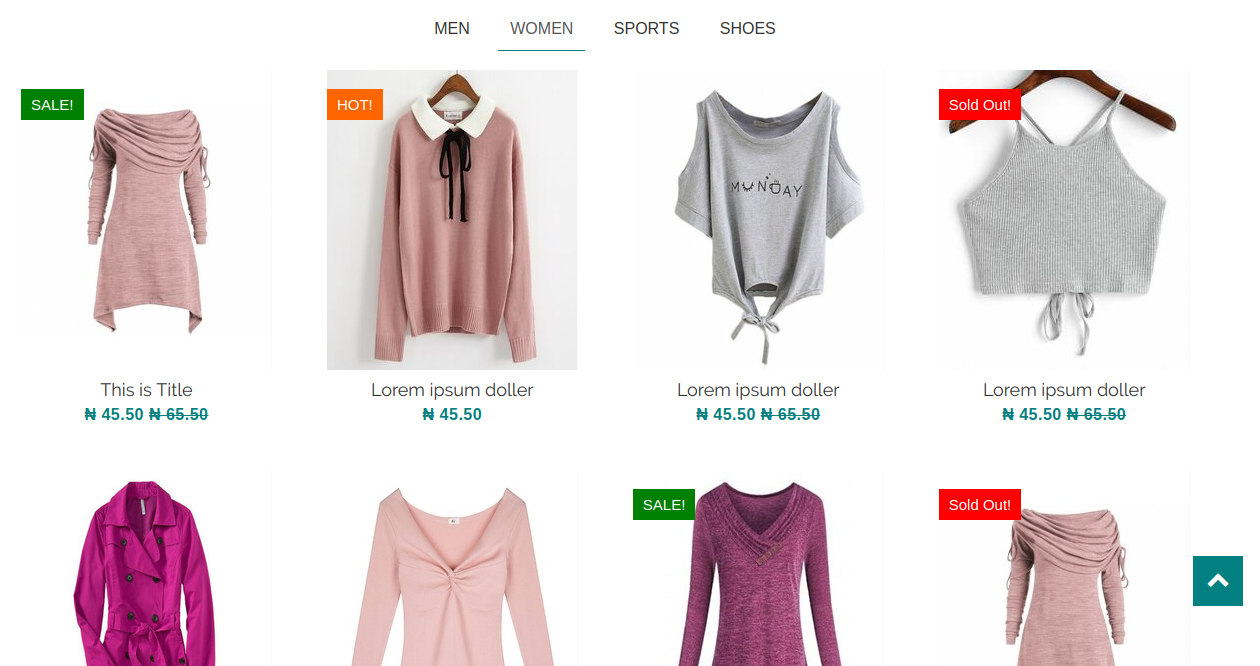 MEN WOMEN SPORTS SHOES
SALE! HOT! Sold Out!
MUNDAY
This is Title Lorem ipsum doller Lorem ipsum doller Lorem ipsum doller
₦ 45.50 ₦ 65.50 ₦ 45.50 ₦ 45.50 ₦ 65.50 ₦ 45.50 ₦ 65.50
SALE! Sold Out!